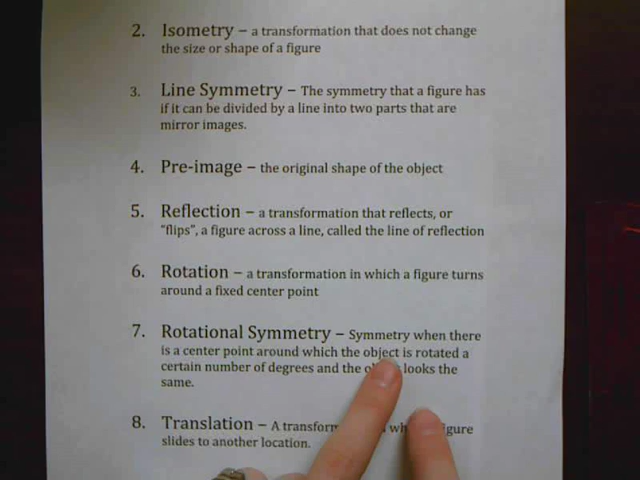 2. Isometry – a transformation that does not change
the size or shape of a figure
3. Line Symmetry – The symmetry that a figure has
if it can be divided by a line into two parts that are
mirror images.
4. Pre-image – the original shape of the object
5. Reflection – a transformation that reflects, or
"flips", a figure across a line, called the line of reflection
6. Rotation – a transformation in which a figure turns
around a fixed center point
7. Rotational Symmetry – Symmetry when there
is a center point around which the object is rotated a
certain number of degrees and the looks the
same.
8. Translation – A
slides to another location.